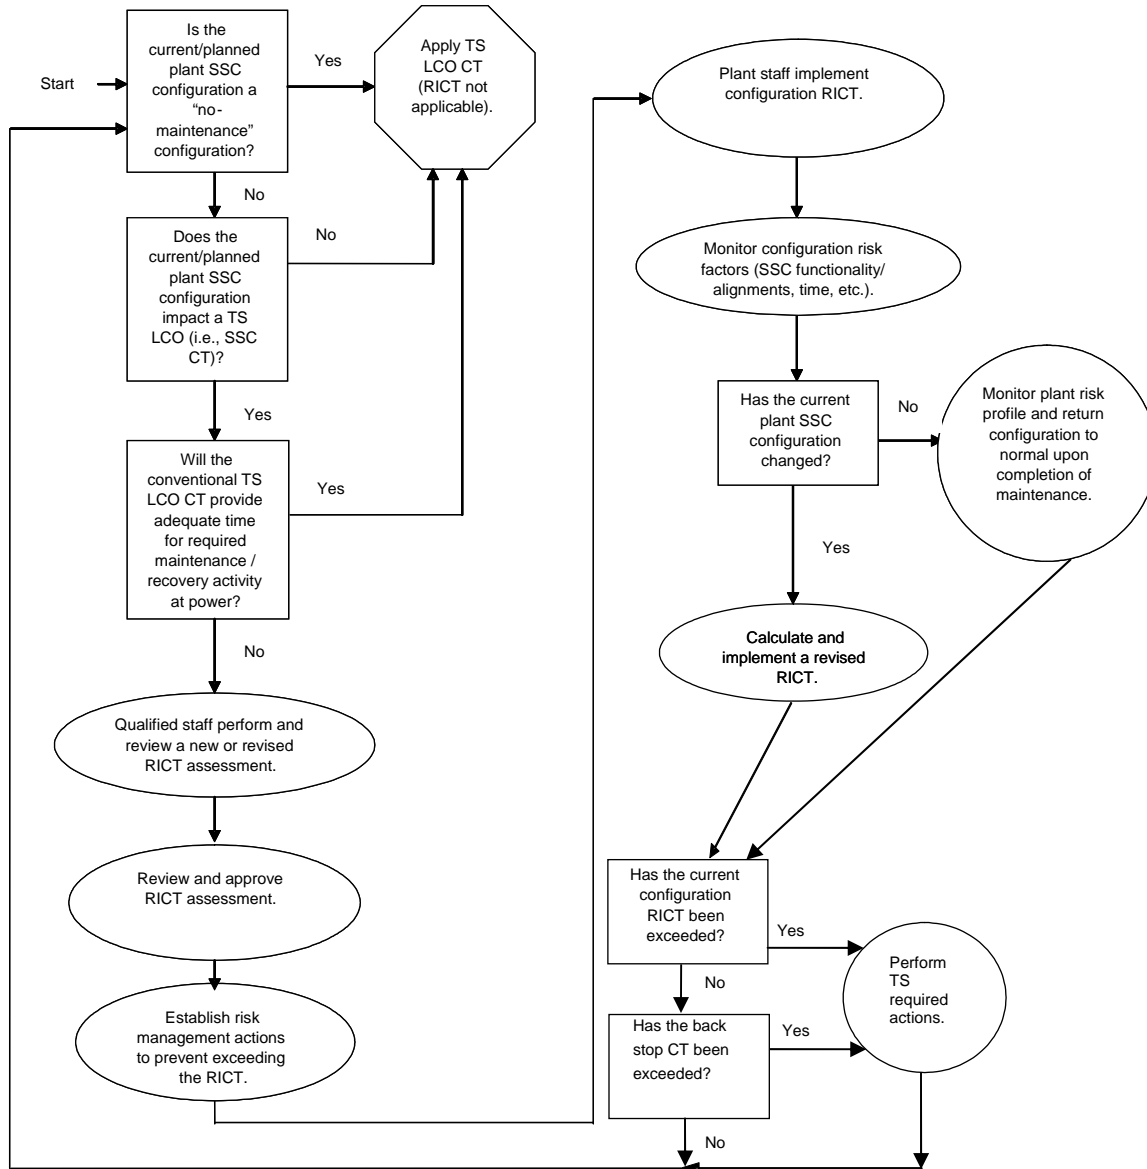 Start
Is the
current/planned
plant SSC
configuration a
“no-
maintenance”
configuration?
Yes
Apply TS
LCO CT
(RICT not
applicable).
No
Does the
current/planned
plant SSC
configuration
impact a TS
LCO (i.e., SSC
CT)?
No
Yes
Will the
conventional TS
LCO CT provide
adequate time
for required
maintenance /
recovery activity
at power?
Yes
No
Qualified staff perform and
review a new or revised
RICT assessment.
Review and approve
RICT assessment.
Establish risk
management actions
to prevent exceeding
the RICT.
Plant staff implement
configuration RICT.
Monitor configuration risk
factors (SSC functionality/
alignments, time, etc.).
Has the current
plant SSC
configuration
changed?
No
Monitor plant risk
profile and return
configuration to
normal upon
completion of
maintenance.
Yes
Calculate and
implement a revised
RICT.
Has the current
configuration
RICT been
exceeded?
Yes
No
Perform
TS
required
actions.
Has the back
stop CT been
exceeded?
Yes
No